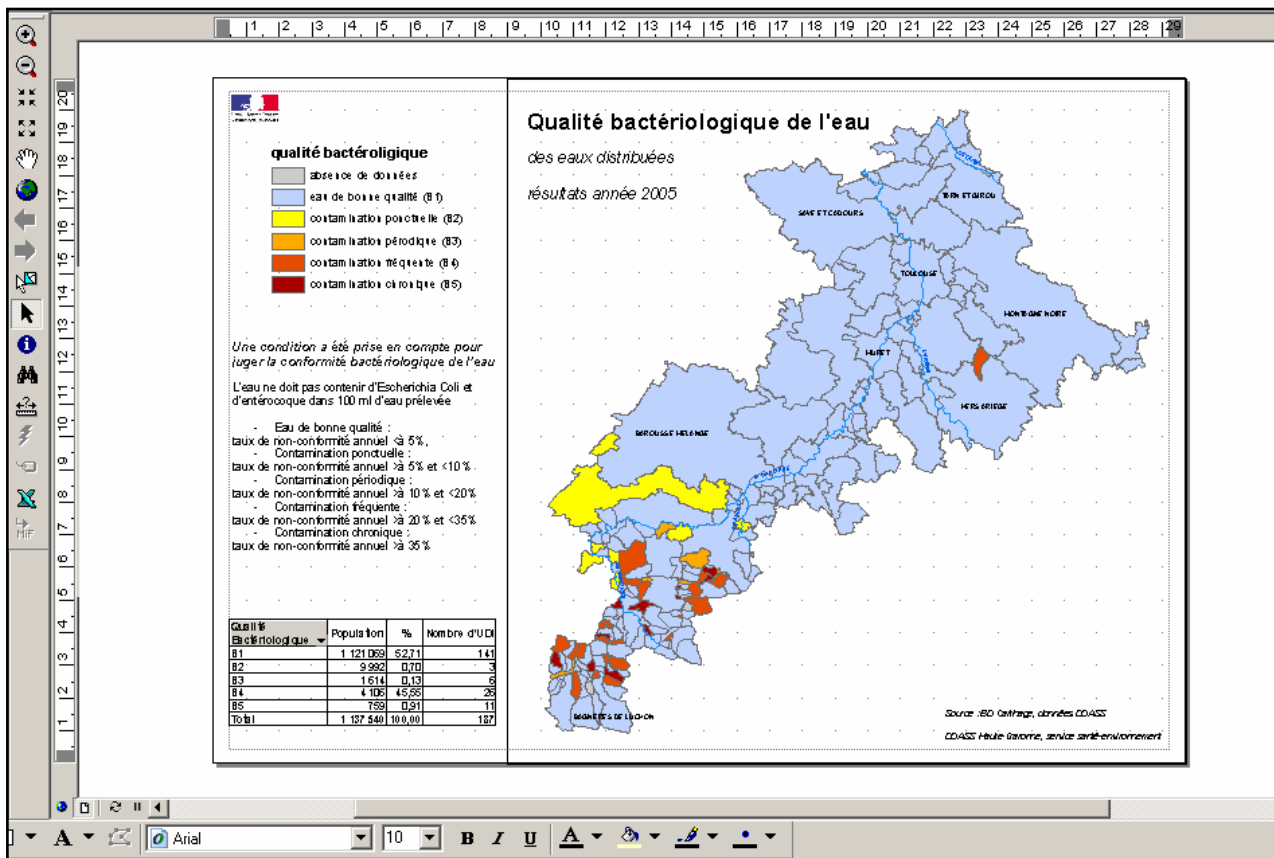 1 2 3 4 5 6 7 8 9 10 11 12 13 14 15 16 17 18 19 20 21 22 23 24 25 26 27 28 29
20
19
18
17
16
15
14
13
12
11
10
9
8
7
6
5
4
3
2
1
MIF
Qualité bactériologique de l'eau
des eaux distribuées
résultats année 2005
qualité bactéroligique
absence de données
eau de bonne qualité (B1)
contamination ponctuelle (B2)
contamination pérodique (B3)
contamination fréquente (B4)
contamination chronique (B5)
Une condition a été prise en compte pour
juger la conformité bactériologique de l'eau
L'eau ne doit pas contenir d'Escherichia Coli et
d'entérocoque dans 100 ml d'eau prélevée
- Eau de bonne qualité :
taux de non-conformité annuel <à 5%,
- Contamination ponctuelle :
taux de non-conformité annuel >à 5% et <10%
- Contamination périodique :
taux de non-conformité annuel >à 10% et <20%
- Contamination fréquente :
taux de non-conformité annuel >à 20% et <35%
- Contamination chronique :
taux de non-conformité annuel >à 35%
Qualité Bactériologique Population % Nombre d'UDI
B1 1 121 069 52,71 141
B2 9 992 0,70 3
B3 1 614 0,13 6
B4 4 106 45,55 26
B5 759 0,91 11
Total 1 137 540 100,00 187
SAVE ET CADOURS
TARN ET GIROU
TOULOUSE
MONTAGNE NOIRE
MURET
HERS ARIEGE
BAROUSSE
BAGNERES DE LUCHON
Source : BD Carthage, données DDASS
DDASS Haute Garonne, service santé-environnement
A Arial 10 B I U A